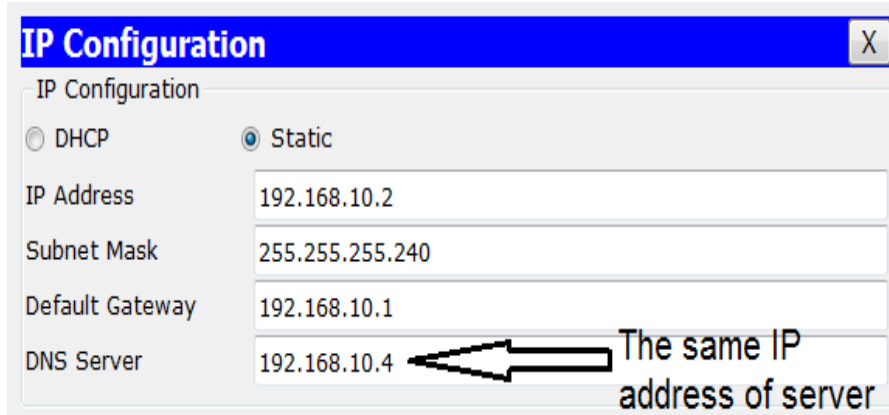 IP Configuration X
IP Configuration
DHCP Static
IP Address 192.168.10.2
Subnet Mask 255.255.255.240
Default Gateway 192.168.10.1
DNS Server 192.168.10.4 The same IP
address of server